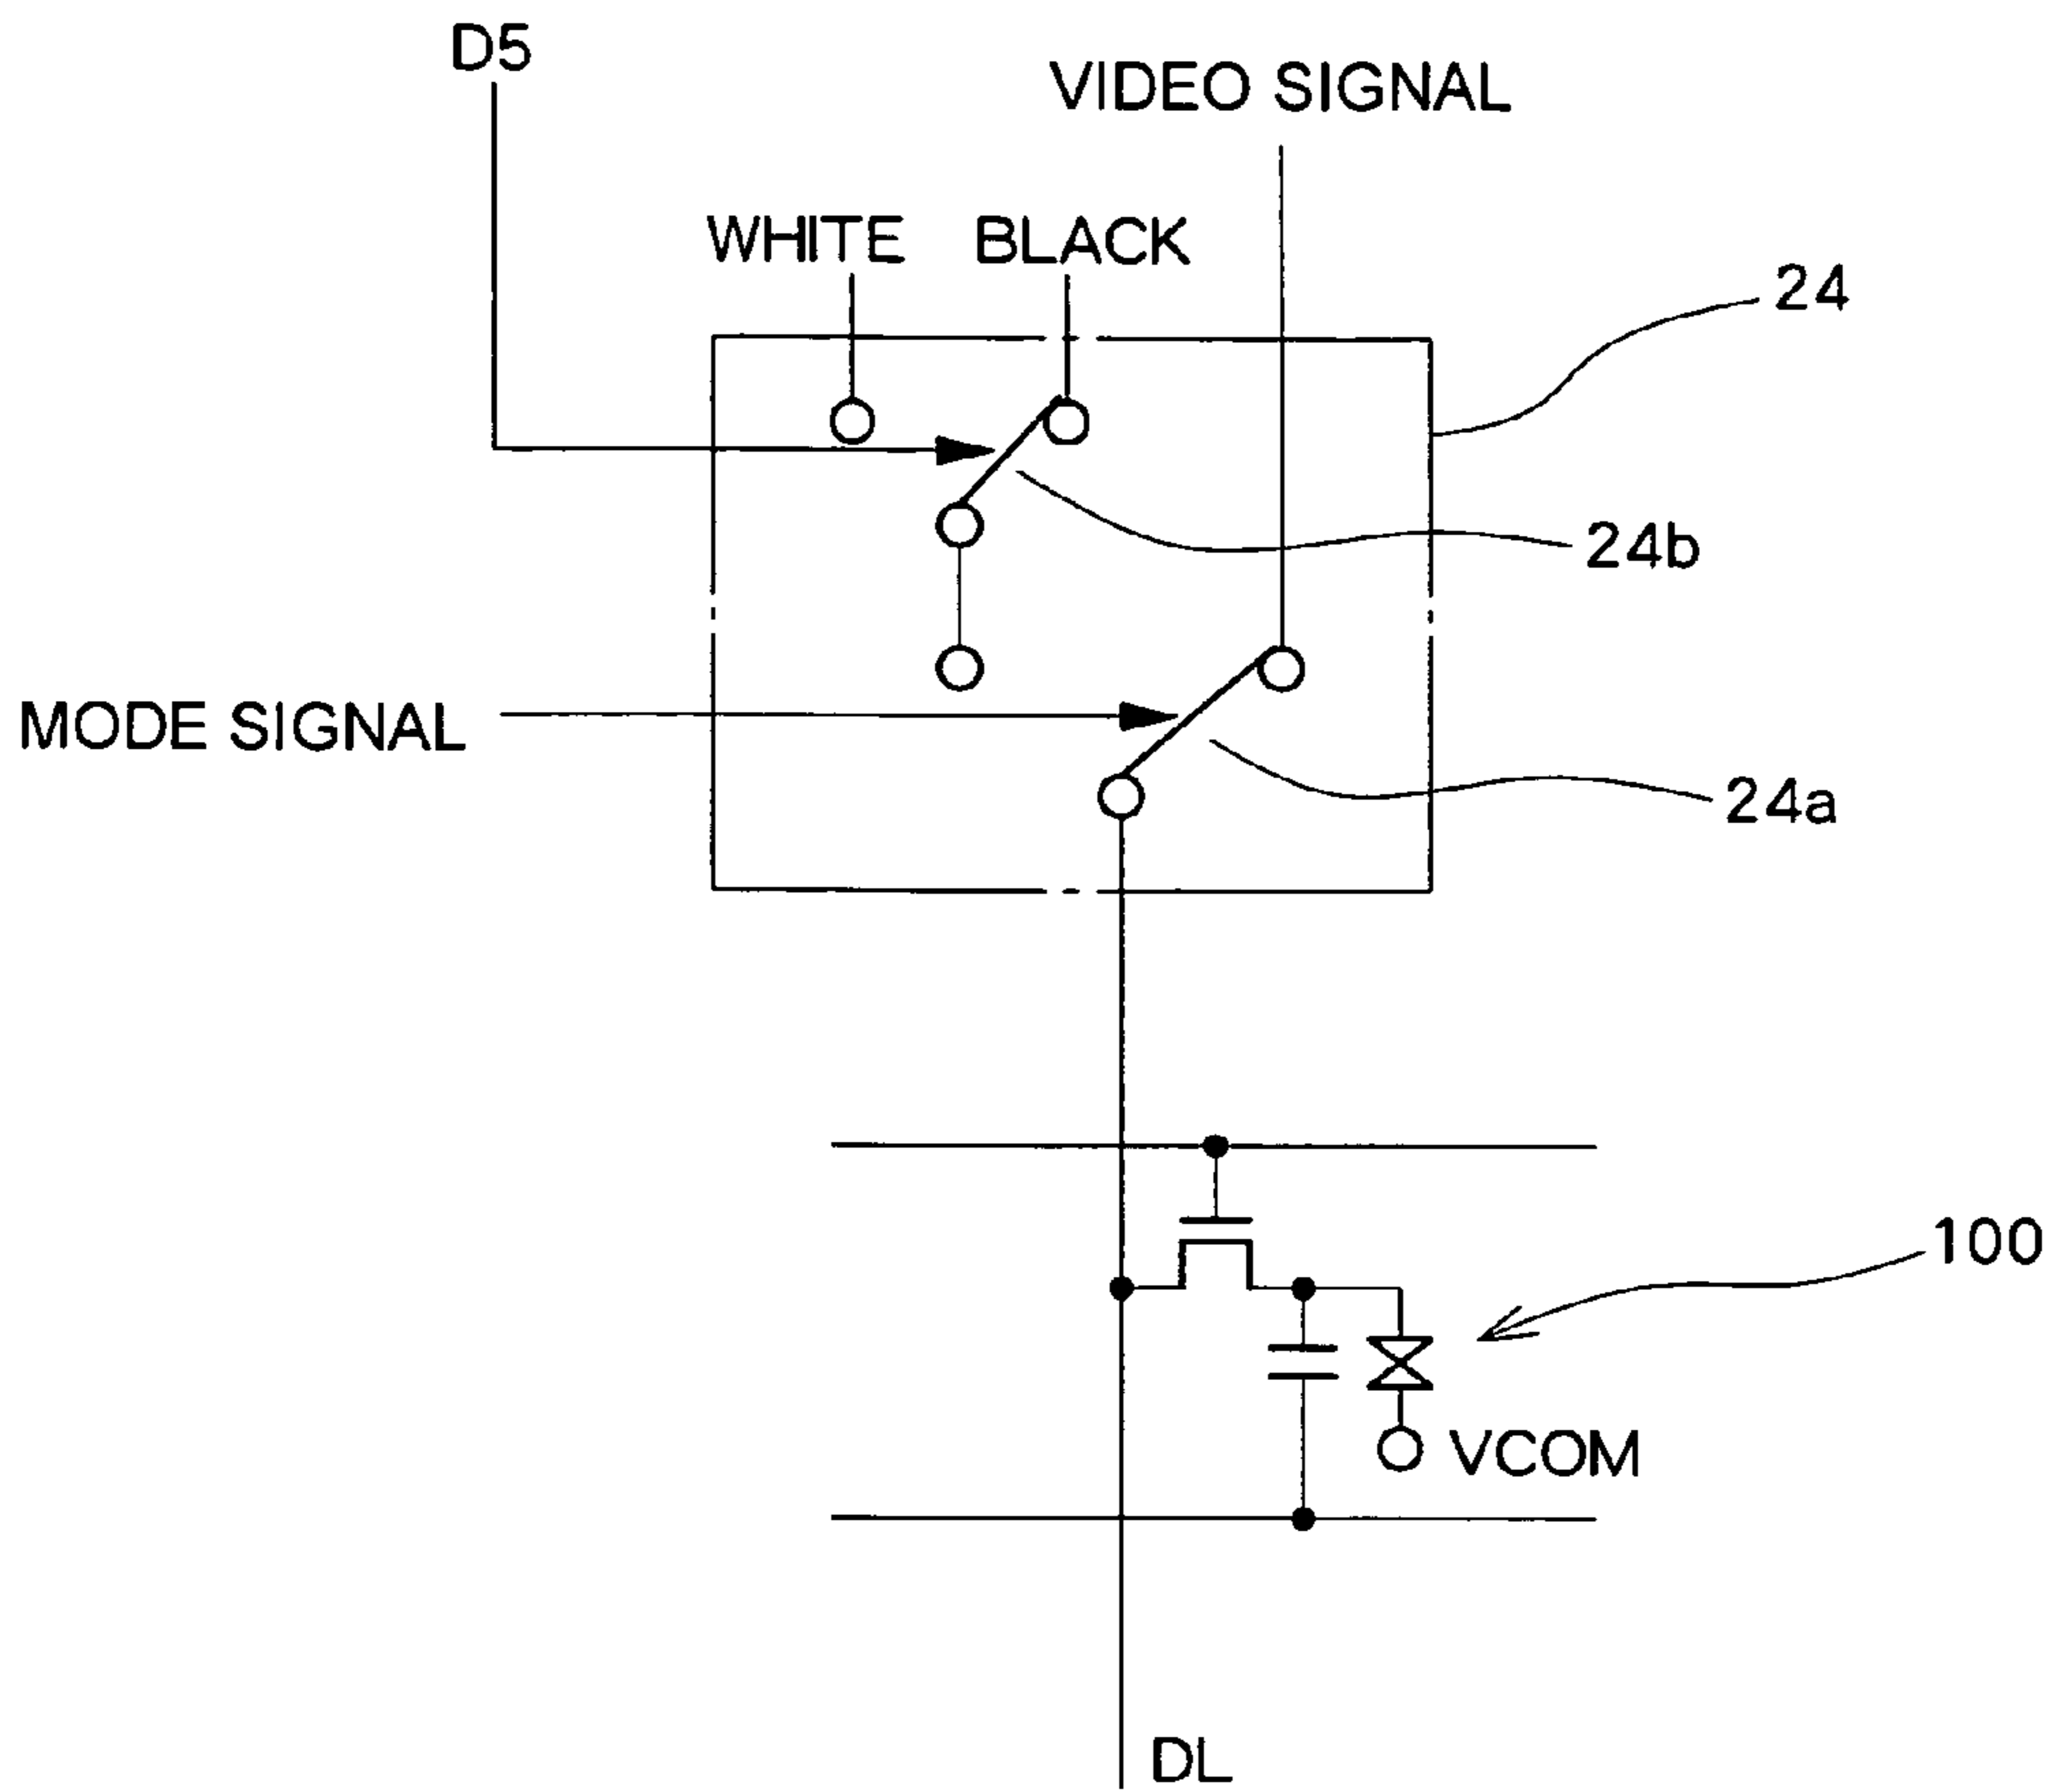 D5
VIDEO SIGNAL
WHITE
BLACK
24
24b
MODE SIGNAL
24a
100
VCOM
DL